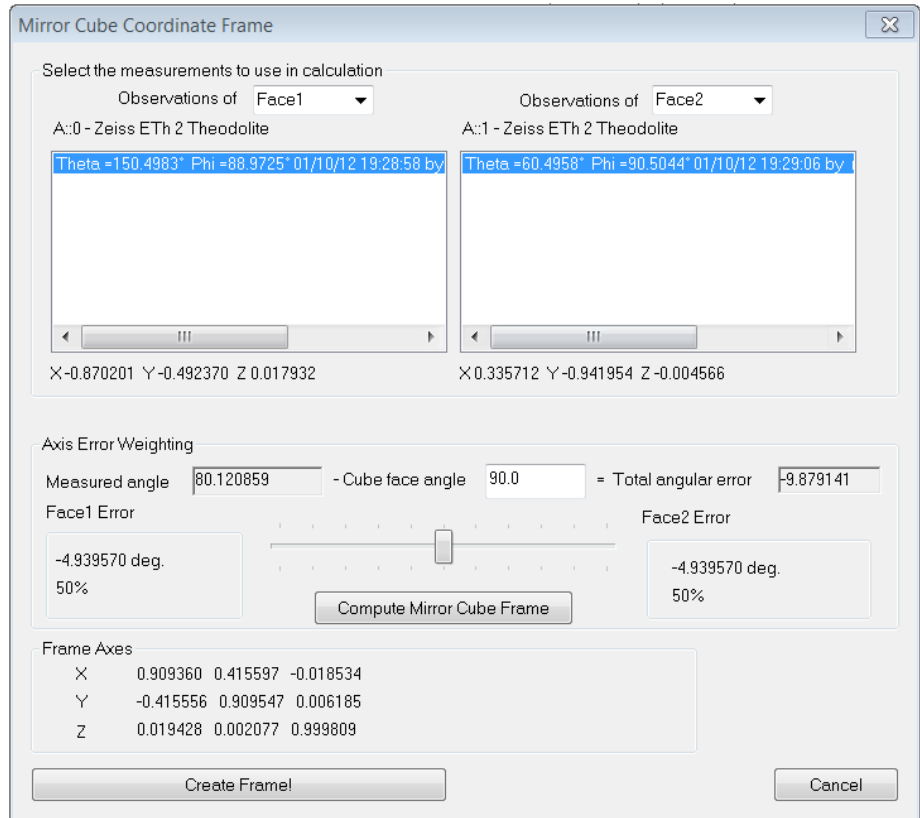 Mirror Cube Coordinate Frame
Select the measurements to use in calculation
Observations of Face1
Observations of Face2
A::0 - Zeiss ETh 2 Theodolite
A::1 - Zeiss ETh 2 Theodolite
Theta =150.4983° Phi =88.9725° 01/10/12 19:28:58 by
Theta =60.4958° Phi =90.5044° 01/10/12 19:29:06 by
X -0.870201 Y -0.492370 Z 0.017932
X 0.335712 Y -0.941954 Z -0.004566
Axis Error Weighting
Measured angle 80.120859 - Cube face angle 90.0 = Total angular error -9.879141
Face1 Error
Face2 Error
-4.939570 deg.
50%
-4.939570 deg.
50%
Compute Mirror Cube Frame
Frame Axes
X 0.909360 0.415597 -0.018534
Y -0.415556 0.909547 0.006185
Z 0.019428 0.002077 0.999809
Create Frame!
Cancel